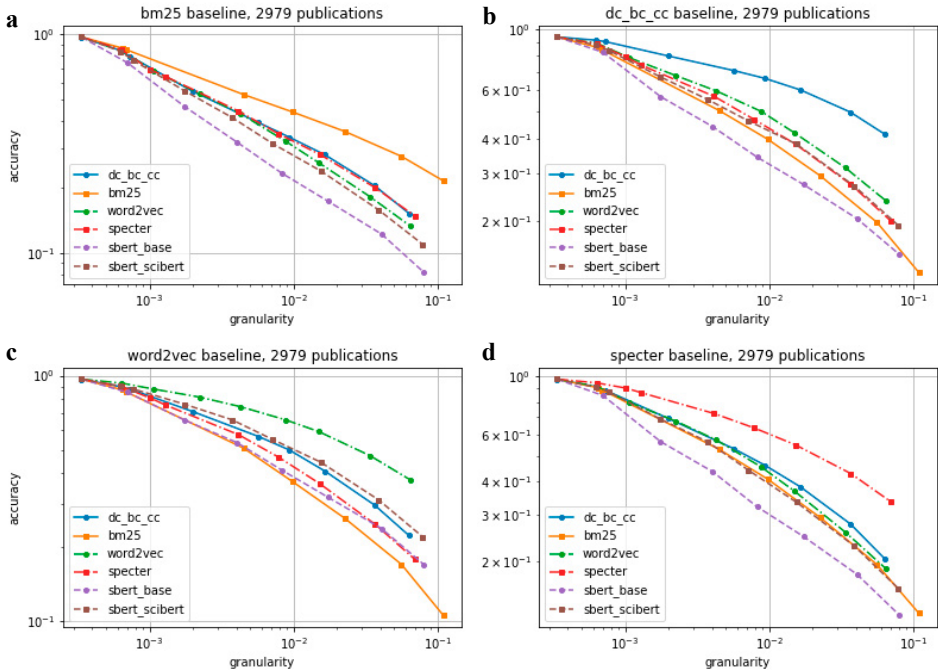 a
bm25 baseline, 2979 publications
10⁰
10⁻¹
accuracy
dc_bc_cc
bm25
word2vec
specter
sbert_base
sbert_scibert
10⁻³
10⁻²
10⁻¹
granularity
b
dc_bc_cc baseline, 2979 publications
10⁰
6 × 10⁻¹
4 × 10⁻¹
3 × 10⁻¹
2 × 10⁻¹
dc_bc_cc
bm25
word2vec
specter
sbert_base
sbert_scibert
10⁻³
10⁻²
10⁻¹
granularity
c
word2vec baseline, 2979 publications
10⁰
10⁻¹
accuracy
dc_bc_cc
bm25
word2vec
specter
sbert_base
sbert_scibert
10⁻³
10⁻²
10⁻¹
granularity
d
specter baseline, 2979 publications
10⁰
6 × 10⁻¹
4 × 10⁻¹
3 × 10⁻¹
2 × 10⁻¹
dc_bc_cc
bm25
word2vec
specter
sbert_base
sbert_scibert
10⁻³
10⁻²
10⁻¹
granularity